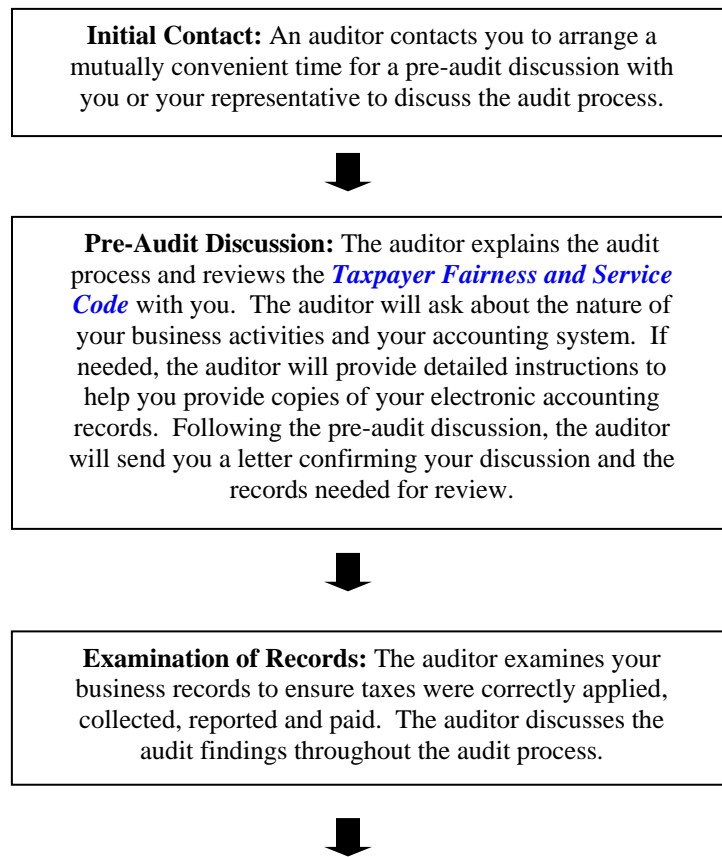 Initial Contact: An auditor contacts you to arrange a
mutually convenient time for a pre-audit discussion with
you or your representative to discuss the audit process.
Pre-Audit Discussion: The auditor explains the audit
process and reviews the Taxpayer Fairness and Service
Code with you. The auditor will ask about the nature of
your business activities and your accounting system. If
needed, the auditor will provide detailed instructions to
help you provide copies of your electronic accounting
records. Following the pre-audit discussion, the auditor
will send you a letter confirming your discussion and the
records needed for review.
Examination of Records: The auditor examines your
business records to ensure taxes were correctly applied,
collected, reported and paid. The auditor discusses the
audit findings throughout the audit process.